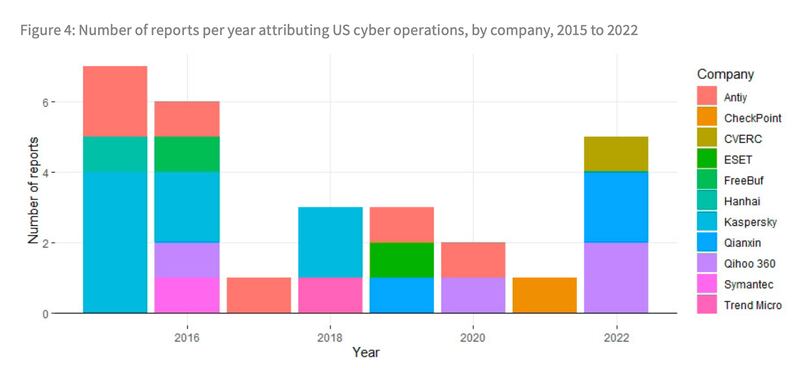 Figure 4: Number of reports per year attributing US cyber operations, by company, 2015 to 2022
Company
Antiy
CheckPoint
CVERC
ESET
FreeBuf
Hanhai
Kaspersky
Qianxin
Qihoo 360
Symantec
Trend Micro
Number of reports
6
4
2
0
2016
2018
2020
2022
Year